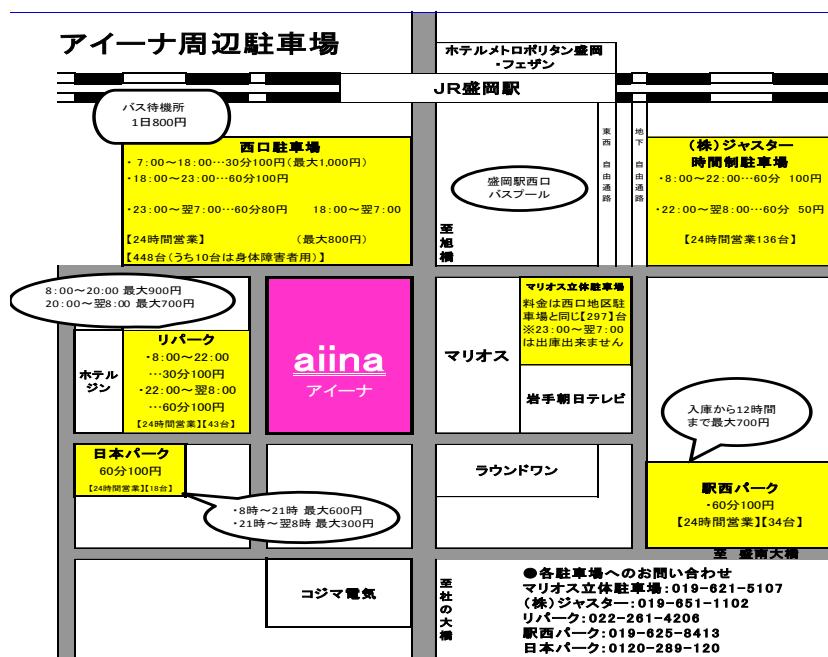 アイーナ周辺駐車場
ホテルメトロポリタン盛岡
・フェザン
JR盛岡駅
バス待機所
1日800円
西口駐車場
・7:00～18:00…30分100円(最大1,000円)
・18:00～23:00…60分100円
・23:00～翌7:00…60分80円 18:00～翌7:00
【24時間営業】 (最大800円)
【448台(うち10台は身体障害者用)】
盛岡駅西口
バスプール
東西 自由通路
地下 自由通路
(株)ジャスター
時間制駐車場
・8:00～22:00…60分 100円
・22:00～翌8:00…60分 50円
【24時間営業136台】
至旭橋
8:00～20:00 最大900円
20:00～翌8:00 最大700円
ホテル
ジン
リパーク
・8:00～22:00
…30分100円
・22:00～翌8:00
…60分100円
【24時間営業】【43台】
aiina
アイーナ
マリオス
マリオス立体駐車場
料金は西口地区駐
車場と同じ【297】台
※23:00～翌7:00
は出庫出来ません
岩手朝日テレビ
入庫から12時間
まで最大700円
日本パーク
60分100円
【24時間営業】【18台】
・8時～21時 最大600円
・21時～翌8時 最大300円
ラウンドワン
駅西パーク
・60分100円
【24時間営業】【34台】
至 盛南大橋
コジマ電気
至杜の大橋
●各駐車場へのお問い合わせ
マリオス立体駐車場:019-621-5107
(株)ジャスター:019-651-1102
リパーク:022-261-4206
駅西パーク:019-625-8413
日本パーク:0120-289-120